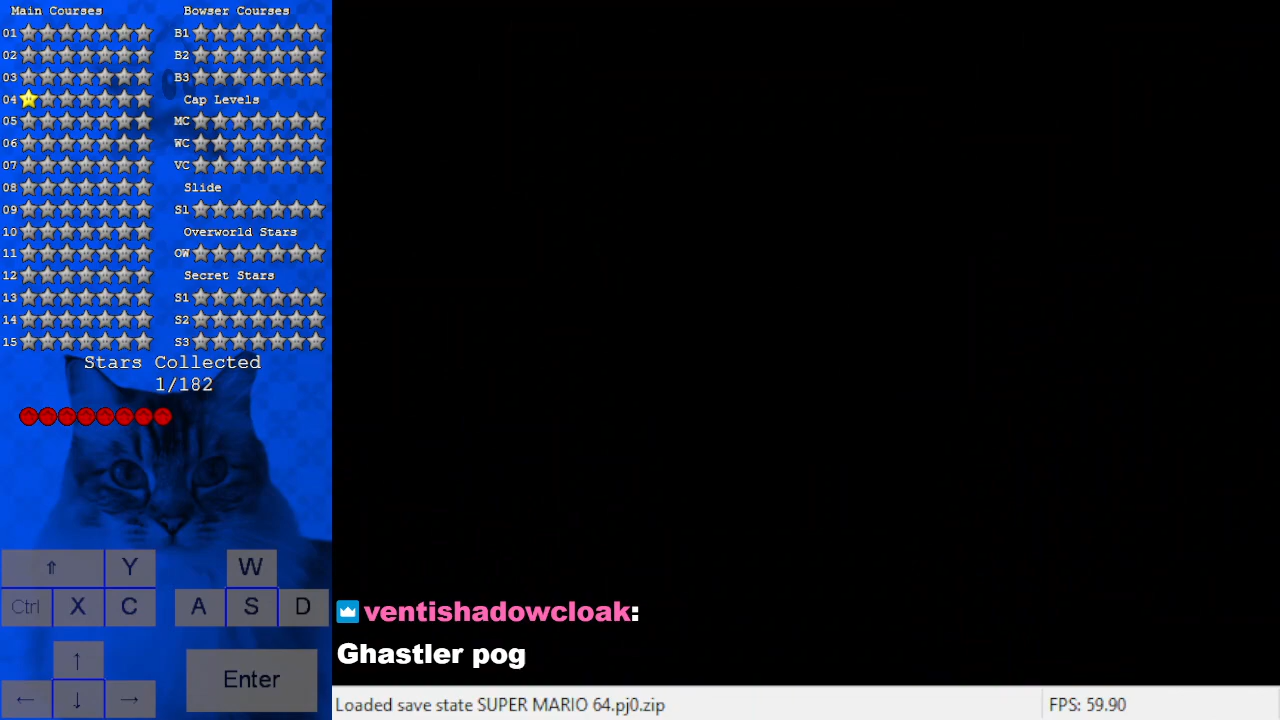 Main Courses
01
02
03
04
05
06
07
08
09
10
11
12
13
14
15
Bowser Courses
B1
B2
B3
Cap Levels
MC
WC
VC
Slide
S1
Overworld Stars
OW
Secret Stars
S1
S2
S3
Stars Collected
1/182
⇧ Y W
Ctrl X C A S D
↑
← ↓ →
Enter
ventishadowcloak:
Ghastler pog
Loaded save state SUPER MARIO 64.pj0.zip
FPS: 59.90